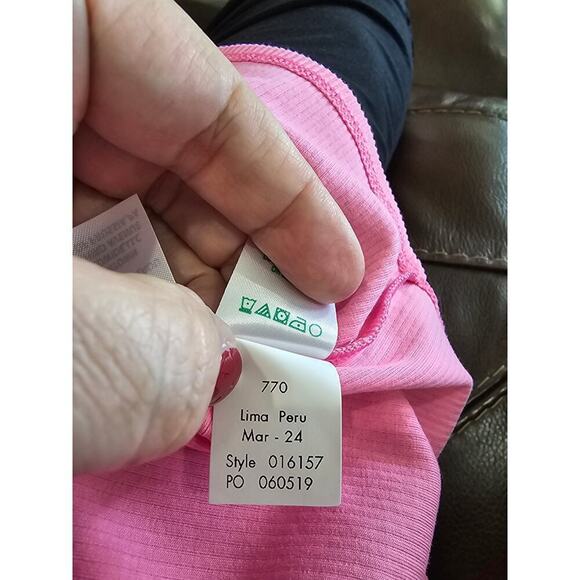 770
Lima Peru
Mar - 24
Style 016157
PO 060519